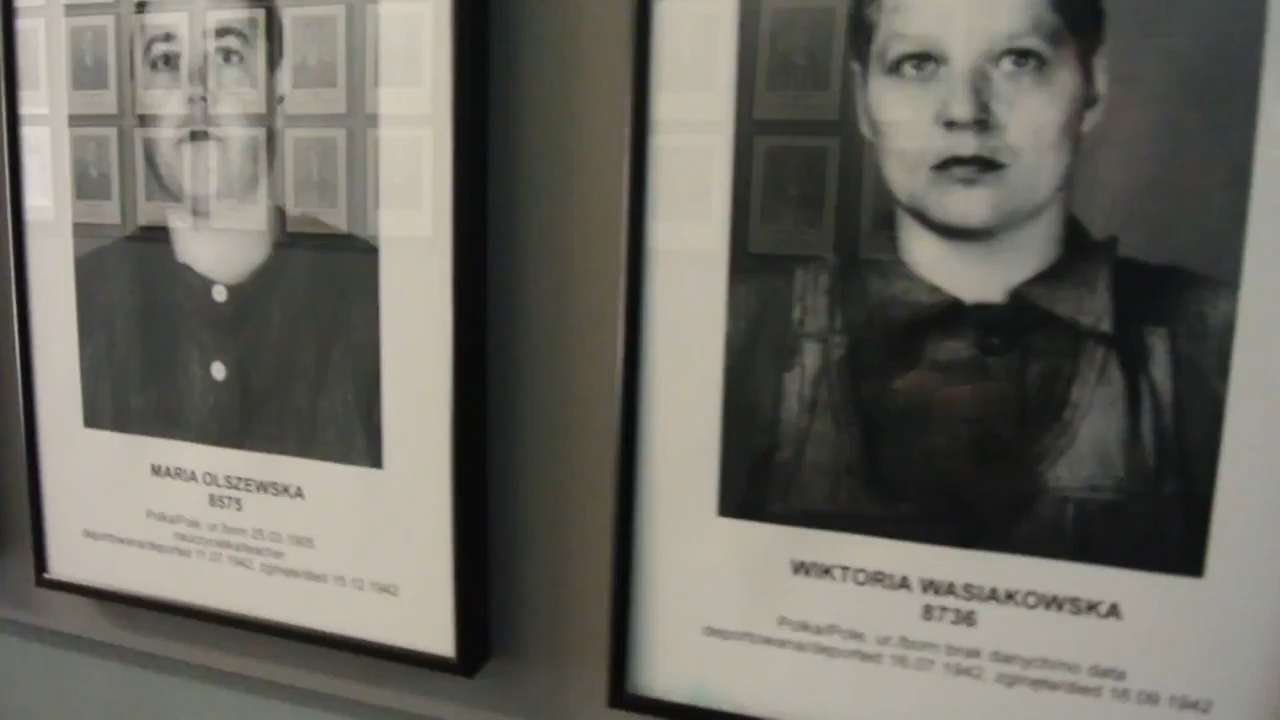 MARIA OLSZEWSKA
8575
Polka/Pole, ur./born 25.03.1905
nauczycielka/teacher
deportowana/deported 11.07.1942, zginęła/died 15.12.1942
WIKTORIA WASIAKOWSKA
8736
Polka/Pole, ur./born brak danych/no data
deportowana/deported 16.07.1942, zginęła/died 16.09.1942